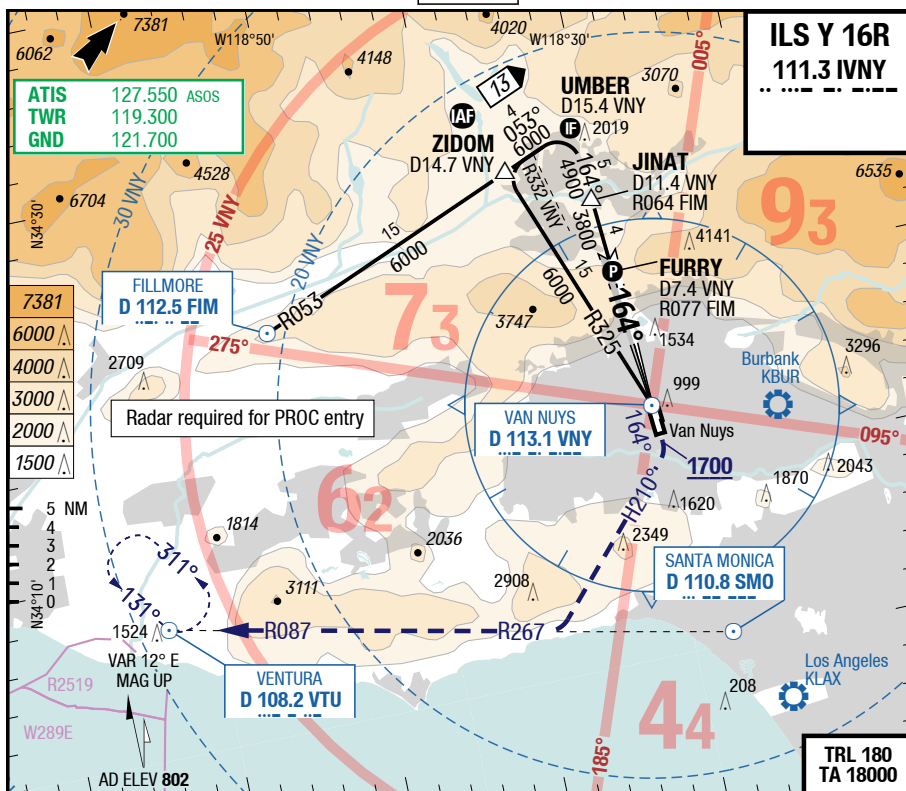 7381
6062
W118°50'
4148
4020
W118°30'
005°
ILS Y 16R
111.3 IVNY
ATIS 127.550 ASOS
TWR 119.300
GND 121.700
13
IAF
4
053°
6000
UMBER
D15.4 VNY
IF
2019
3070
ZIDOM
D14.7 VNY
164°
4900
5
JINAT
D11.4 VNY
R064 FIM
6535
4528
6704
N34°30'
30 VNY
25 VNY
20 VNY
R332 VNY
3800
4
2
93
4141
15
6000
15
6000
P
FURRY
D7.4 VNY
R077 FIM
FILLMORE
D 112.5 FIM
R053
R325
164°
73
3747
1534
7381
6000
4000
3000
2000
1500
275°
2709
Burbank
KBUR
3296
999
Radar required for PROC entry
VAN NUYS
D 113.1 VNY
Van Nuys
095°
164°
1700
H210°
62
2043
1870
1620
5 NM
4
3
2
1
0
N34°10'
1814
2036
2349
SANTA MONICA
D 110.8 SMO
311°
131°
3111
2908
1524
R087
R267
VAR 12° E
MAG UP
VENTURA
D 108.2 VTU
R2519
W289E
Los Angeles
KLAX
208
44
185°
AD ELEV 802
TRL 180
TA 18000